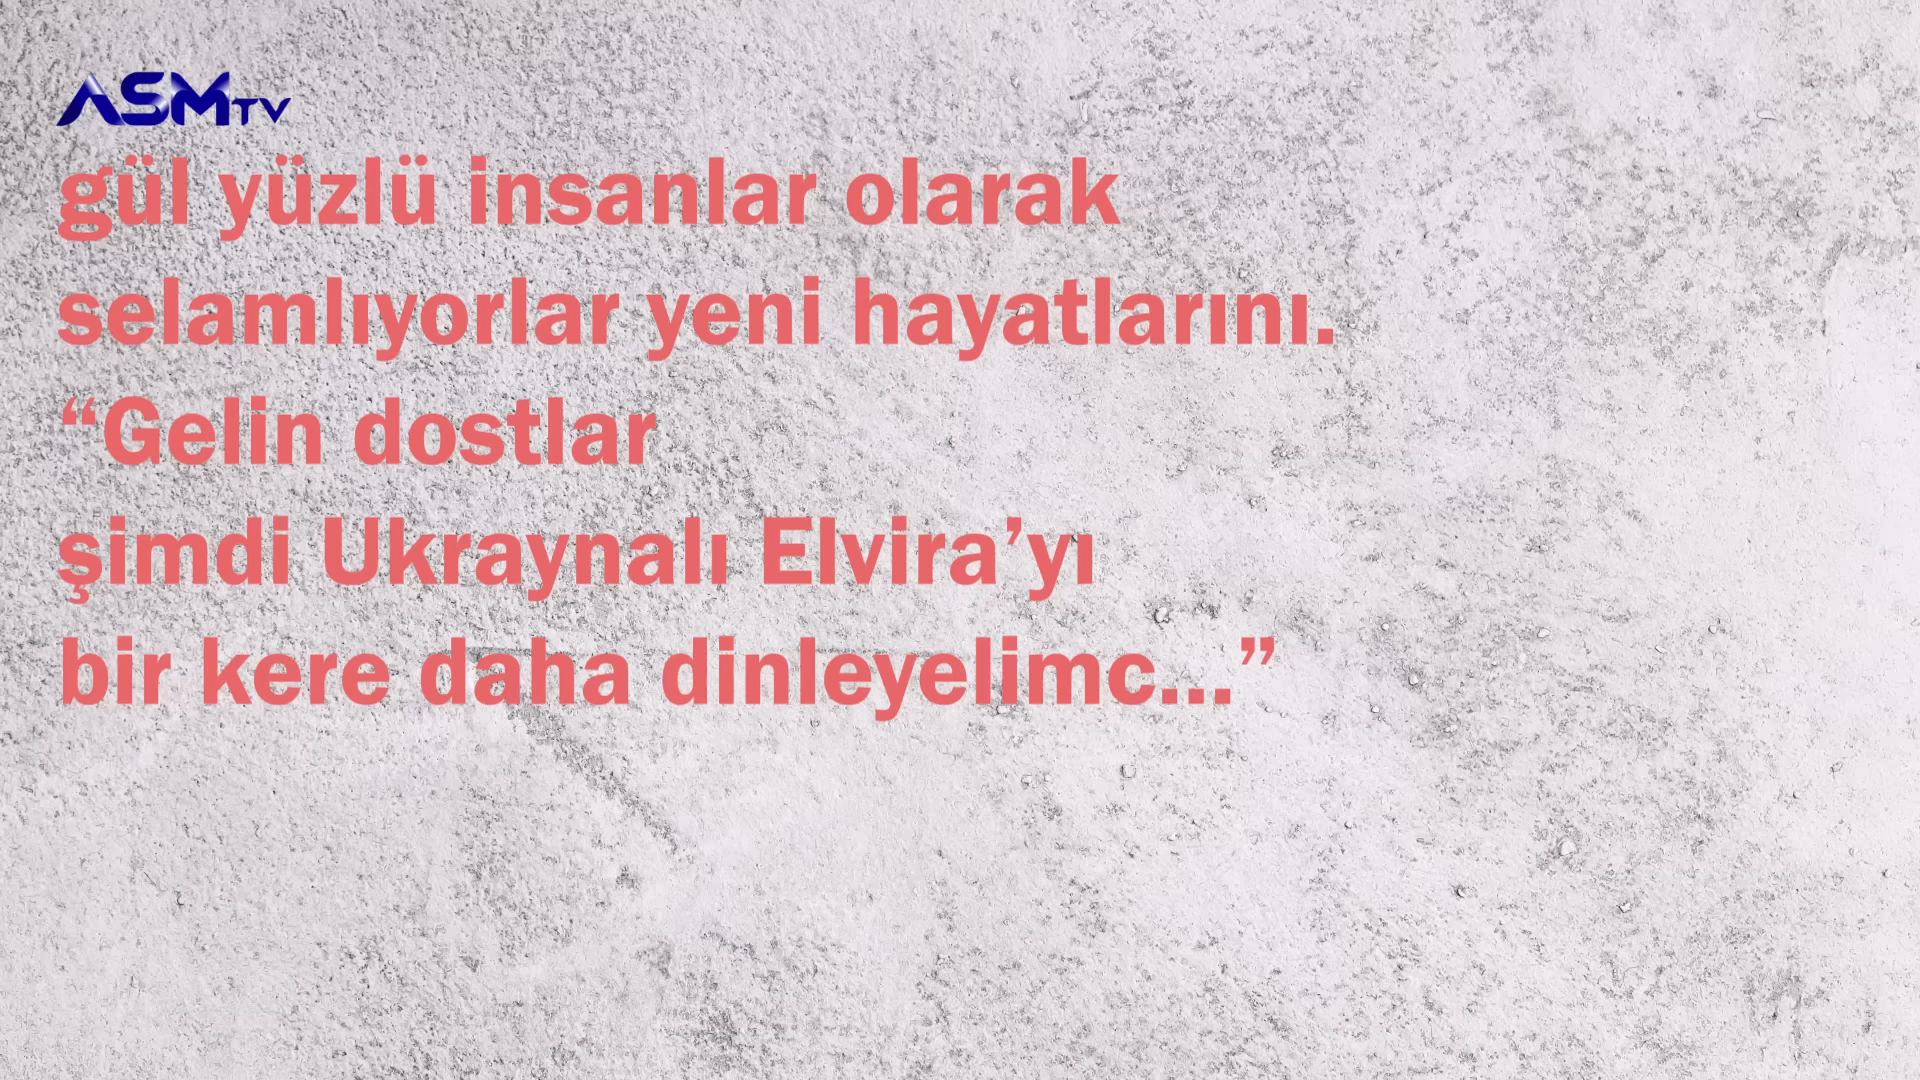 ASMTV
gül yüzlü insanlar olarak
selamlıyorlar yeni hayatlarını.
“Gelin dostlar
şimdi Ukraynalı Elvira’yı
bir kere daha dinleyelimc...”